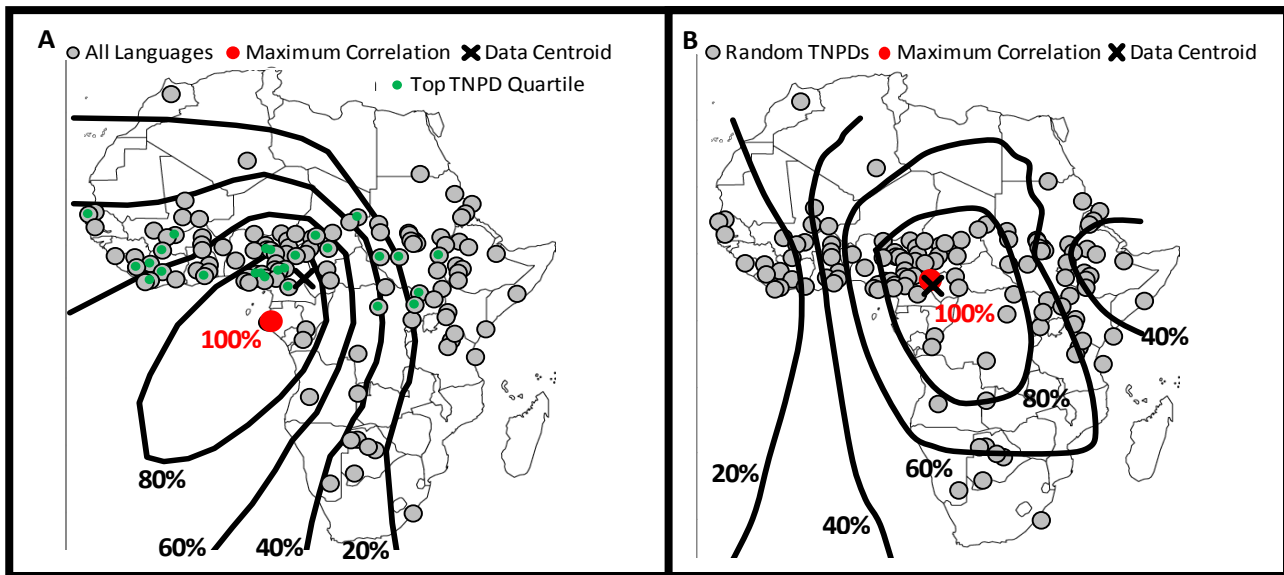 A
All Languages Maximum Correlation Data Centroid
Top TNPD Quartile
100%
80%
60%
40%
20%
B
Random TNPDs Maximum Correlation Data Centroid
100%
40%
80%
60%
20%
40%